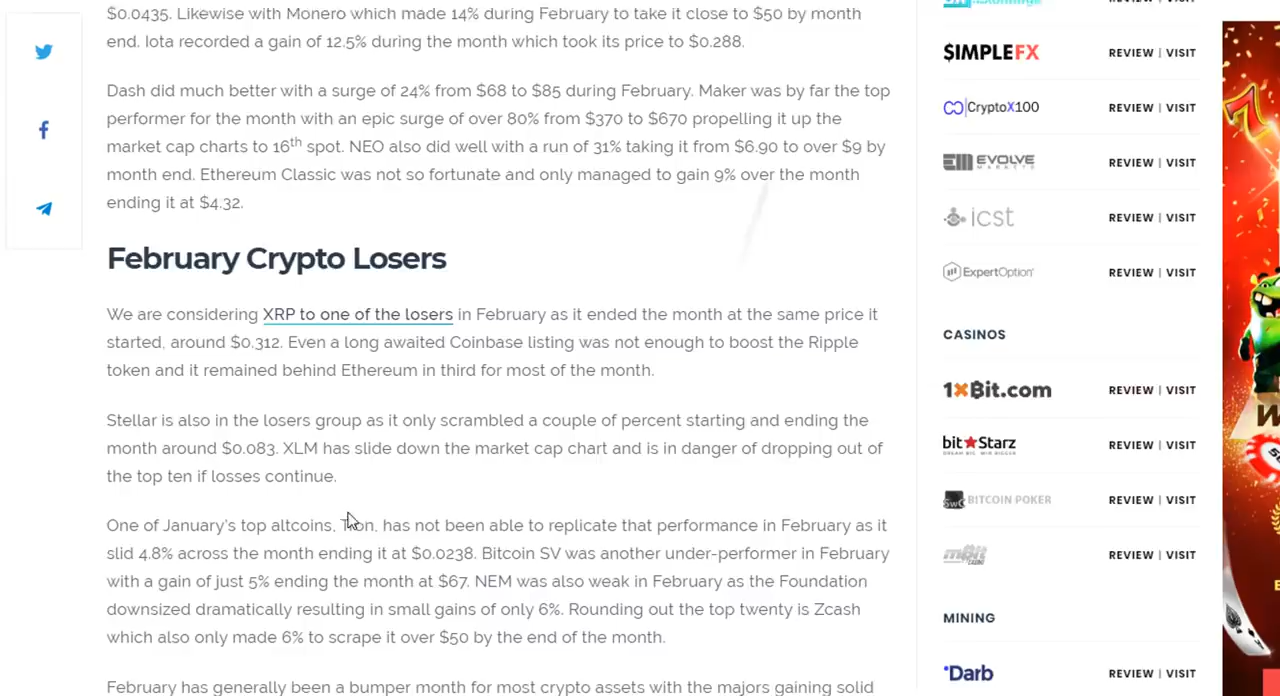 $0.0435. Likewise with Monero which made 14% during February to take it close to $50 by month
end. Iota recorded a gain of 12.5% during the month which took its price to $0.288.
Dash did much better with a surge of 24% from $68 to $85 during February. Maker was by far the top
performer for the month with an epic surge of over 80% from $370 to $670 propelling it up the
market cap charts to 16th spot. NEO also did well with a run of 31% taking it from $6.90 to over $9 by
month end. Ethereum Classic was not so fortunate and only managed to gain 9% over the month
ending it at $4.32.
February Crypto Losers
We are considering XRP to one of the losers in February as it ended the month at the same price it
started, around $0.312. Even a long awaited Coinbase listing was not enough to boost the Ripple
token and it remained behind Ethereum in third for most of the month.
Stellar is also in the losers group as it only scrambled a couple of percent starting and ending the
month around $0.083. XLM has slide down the market cap chart and is in danger of dropping out of
the top ten if losses continue.
One of January's top altcoins, Tron, has not been able to replicate that performance in February as it
slid 4.8% across the month ending it at $0.0238. Bitcoin SV was another under-performer in February
with a gain of just 5% ending the month at $67. NEM was also weak in February as the Foundation
downsized dramatically resulting in small gains of only 6%. Rounding out the top twenty is Zcash
which also only made 6% to scrape it over $50 by the end of the month.
February has generally been a bumper month for most crypto assets with the majors gaining solid
REVIEW | VISIT
$IMPLEFX REVIEW | VISIT
CryptoX100 REVIEW | VISIT
EVOLVE MARKETS REVIEW | VISIT
icst REVIEW | VISIT
ExpertOption REVIEW | VISIT
CASINOS
1×Bit.com REVIEW | VISIT
bit★Starz REVIEW | VISIT
DREAM BIG. WIN BIGGER.
SwC BITCOIN POKER REVIEW | VISIT
mBit CASINO REVIEW | VISIT
MINING
Darb REVIEW | VISIT